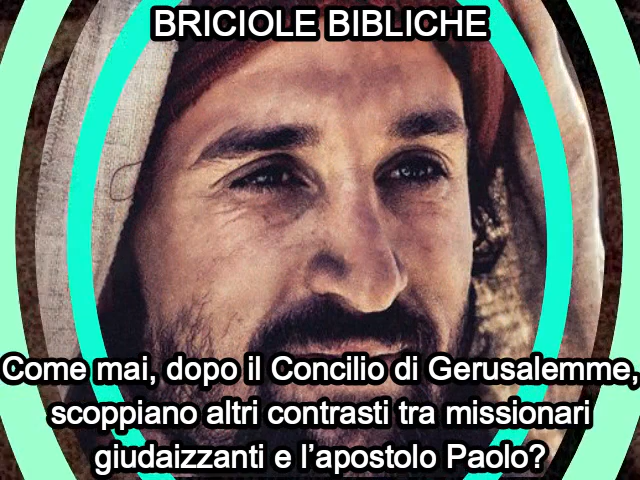 BRICIOLE BIBLICHE
Come mai, dopo il Concilio di Gerusalemme,
scoppiano altri contrasti tra missionari
giudaizzanti e l’apostolo Paolo?